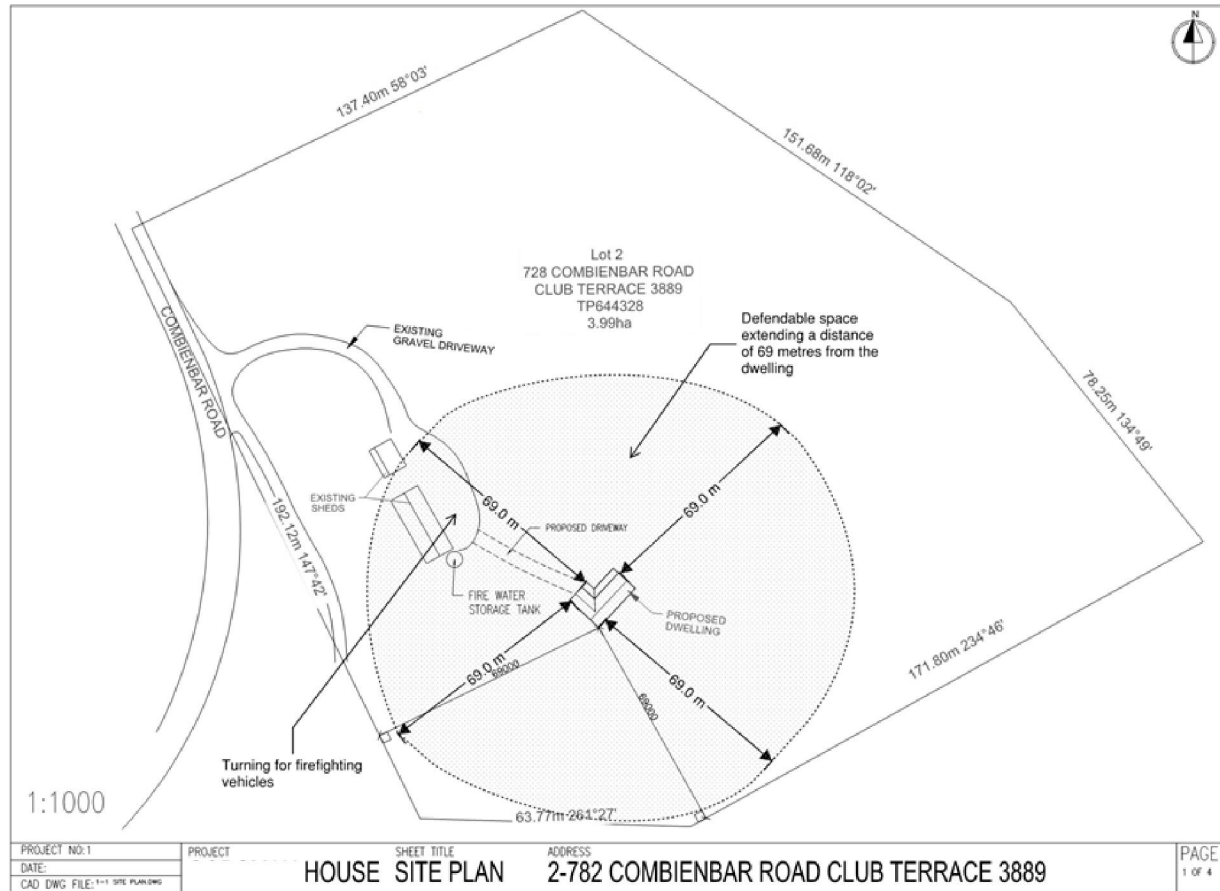 N
137.40m 58°03'
151.68m 118°02'
Lot 2
728 COMBIENBAR ROAD
CLUB TERRACE 3889
TP644328
3.99ha
Defendable space
extending a distance
of 69 metres from the
dwelling
EXISTING
GRAVEL DRIVEWAY
COMBIENBAR ROAD
78.25m 134°49'
EXISTING
SHEDS
69.0 m
69.0 m
PROPOSED DRIVEWAY
192.12m 147°42'
FIRE WATER
STORAGE TANK
PROPOSED
DWELLING
69.0 m
69000
69.0 m
69000
171.80m 234°46'
Turning for firefighting
vehicles
63.77m 261°27'
1:1000
PROJECT NO:1
DATE:
CAD DWG FILE:1-1 SITE PLAN.DWG
PROJECT
HOUSE
SHEET TITLE
SITE PLAN
ADDRESS
2-782 COMBIENBAR ROAD CLUB TERRACE 3889
PAGE
1 OF 4